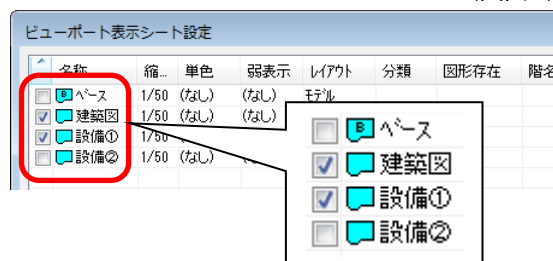 ビューポート表示シート設定
名称 縮... 単色 弱表示 レイアウト 分類 図形存在 階名
B ベース 1/50 (なし) (なし) モデル
建築図 1/50 (なし) (なし)
設備① 1/50 (なし)
設備② 1/50 (なし)
B ベース
建築図
設備①
設備②